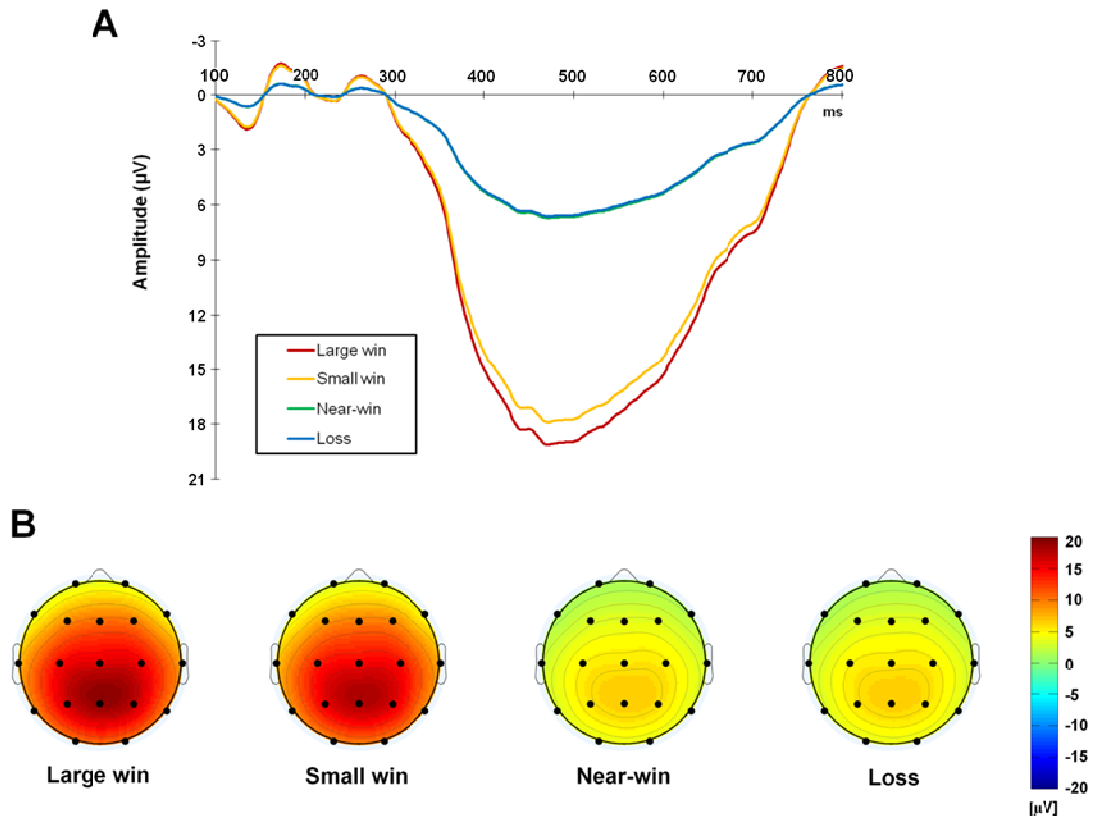 A
-3
100 200 300 400 500 600 700 800
0
ms
3
6
9
12
15
18
21
Amplitude (µV)
Large win
Small win
Near-win
Loss
B
20
15
10
5
0
-5
-10
-15
-20
[µV]
Large win
Small win
Near-win
Loss